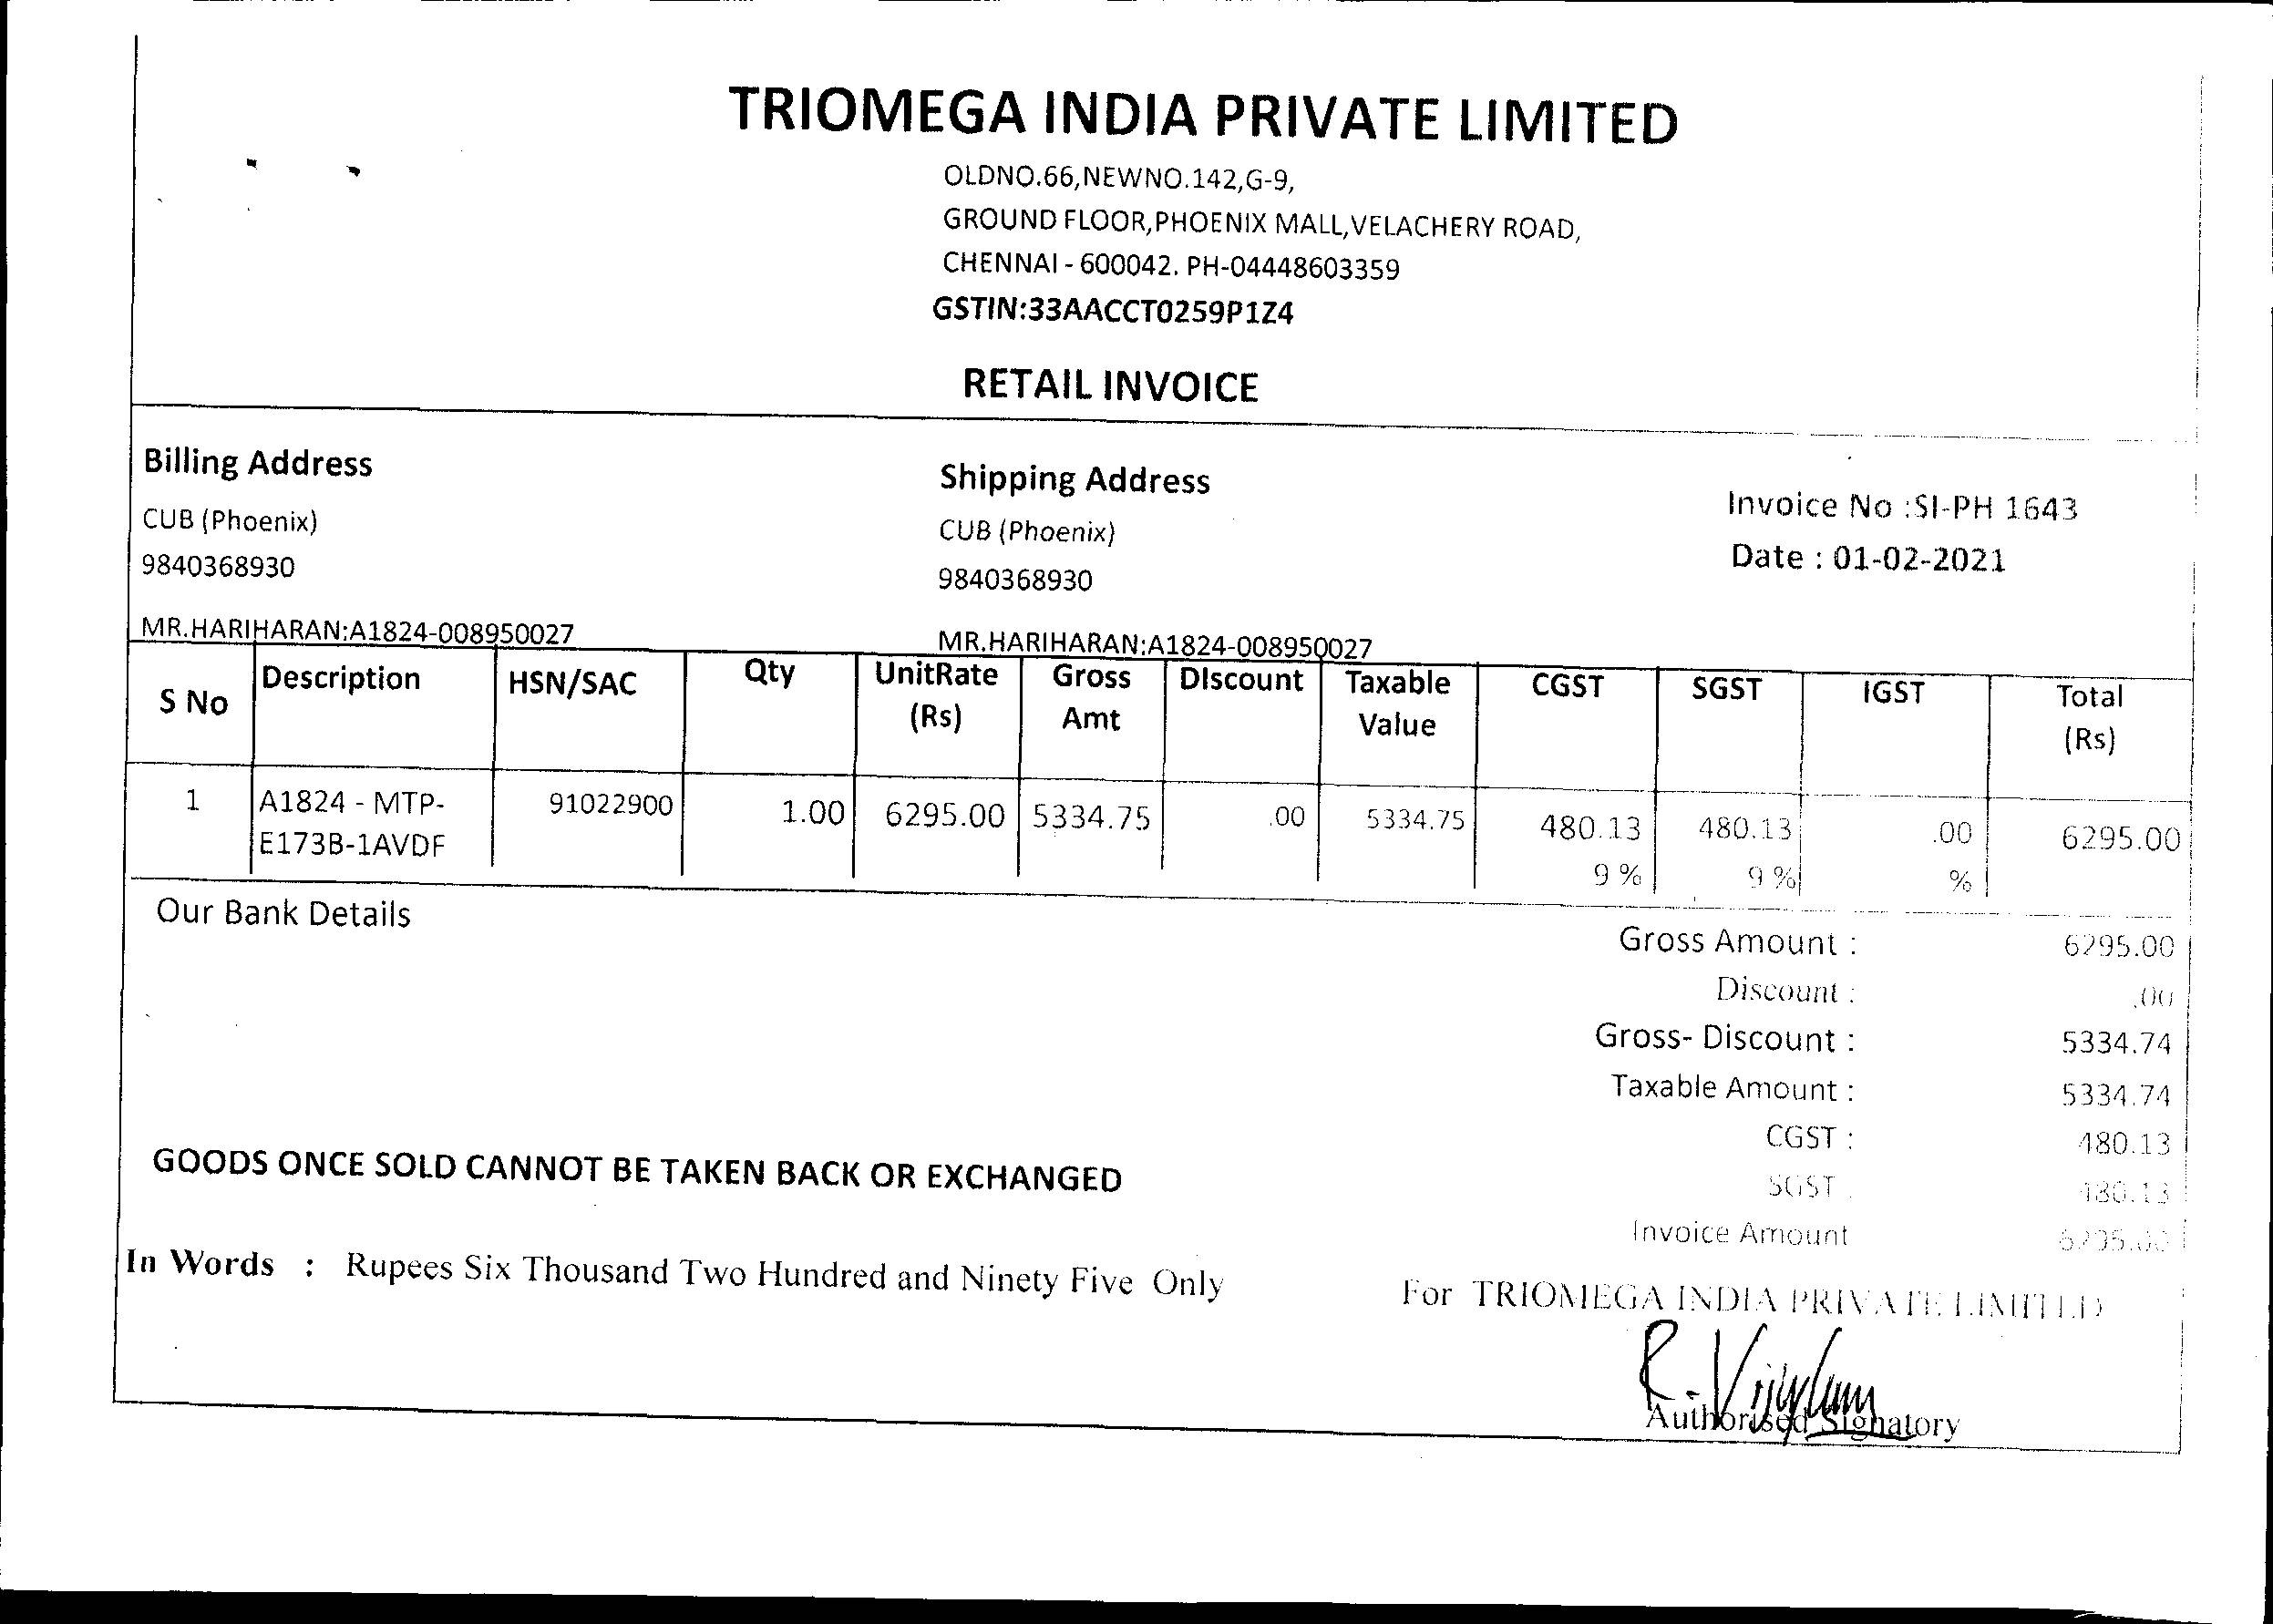 TRIOMEGA INDIA PRIVATE LIMITED
OLDNO.66,NEWNO.142,G-9,
GROUND FLOOR,PHOENIX MALL,VELACHERY ROAD,
CHENNAI - 600042. PH-04448603359
GSTIN:33AACCT0259P1Z4
RETAIL INVOICE
Billing Address
CUB (Phoenix)
9840368930
MR.HARIHARAN:A1824-008950027
Shipping Address
CUB (Phoenix)
9840368930
MR.HARIHARAN:A1824-008950027
Invoice No :SI-PH 1643
Date : 01-02-2021
S No Description HSN/SAC Qty UnitRate (Rs) Gross Amt DIscount Taxable Value CGST SGST IGST Total (Rs)
1 A1824 - MTP- 91022900 1.00 6295.00 5334.75 .00 5334.75 480.13 480.13 .00 6295.00
E173B-1AVDF 9 % 9 % %
Our Bank Details
Gross Amount : 6295.00
Discount : .00
Gross- Discount : 5334.74
Taxable Amount : 5334.74
CGST : 480.13
SGST 480.13
Invoice Amount
GOODS ONCE SOLD CANNOT BE TAKEN BACK OR EXCHANGED
In Words : Rupees Six Thousand Two Hundred and Ninety Five Only
For TRIOMEGA INDIA PRIVATE LIMITED
Authorised Signatory